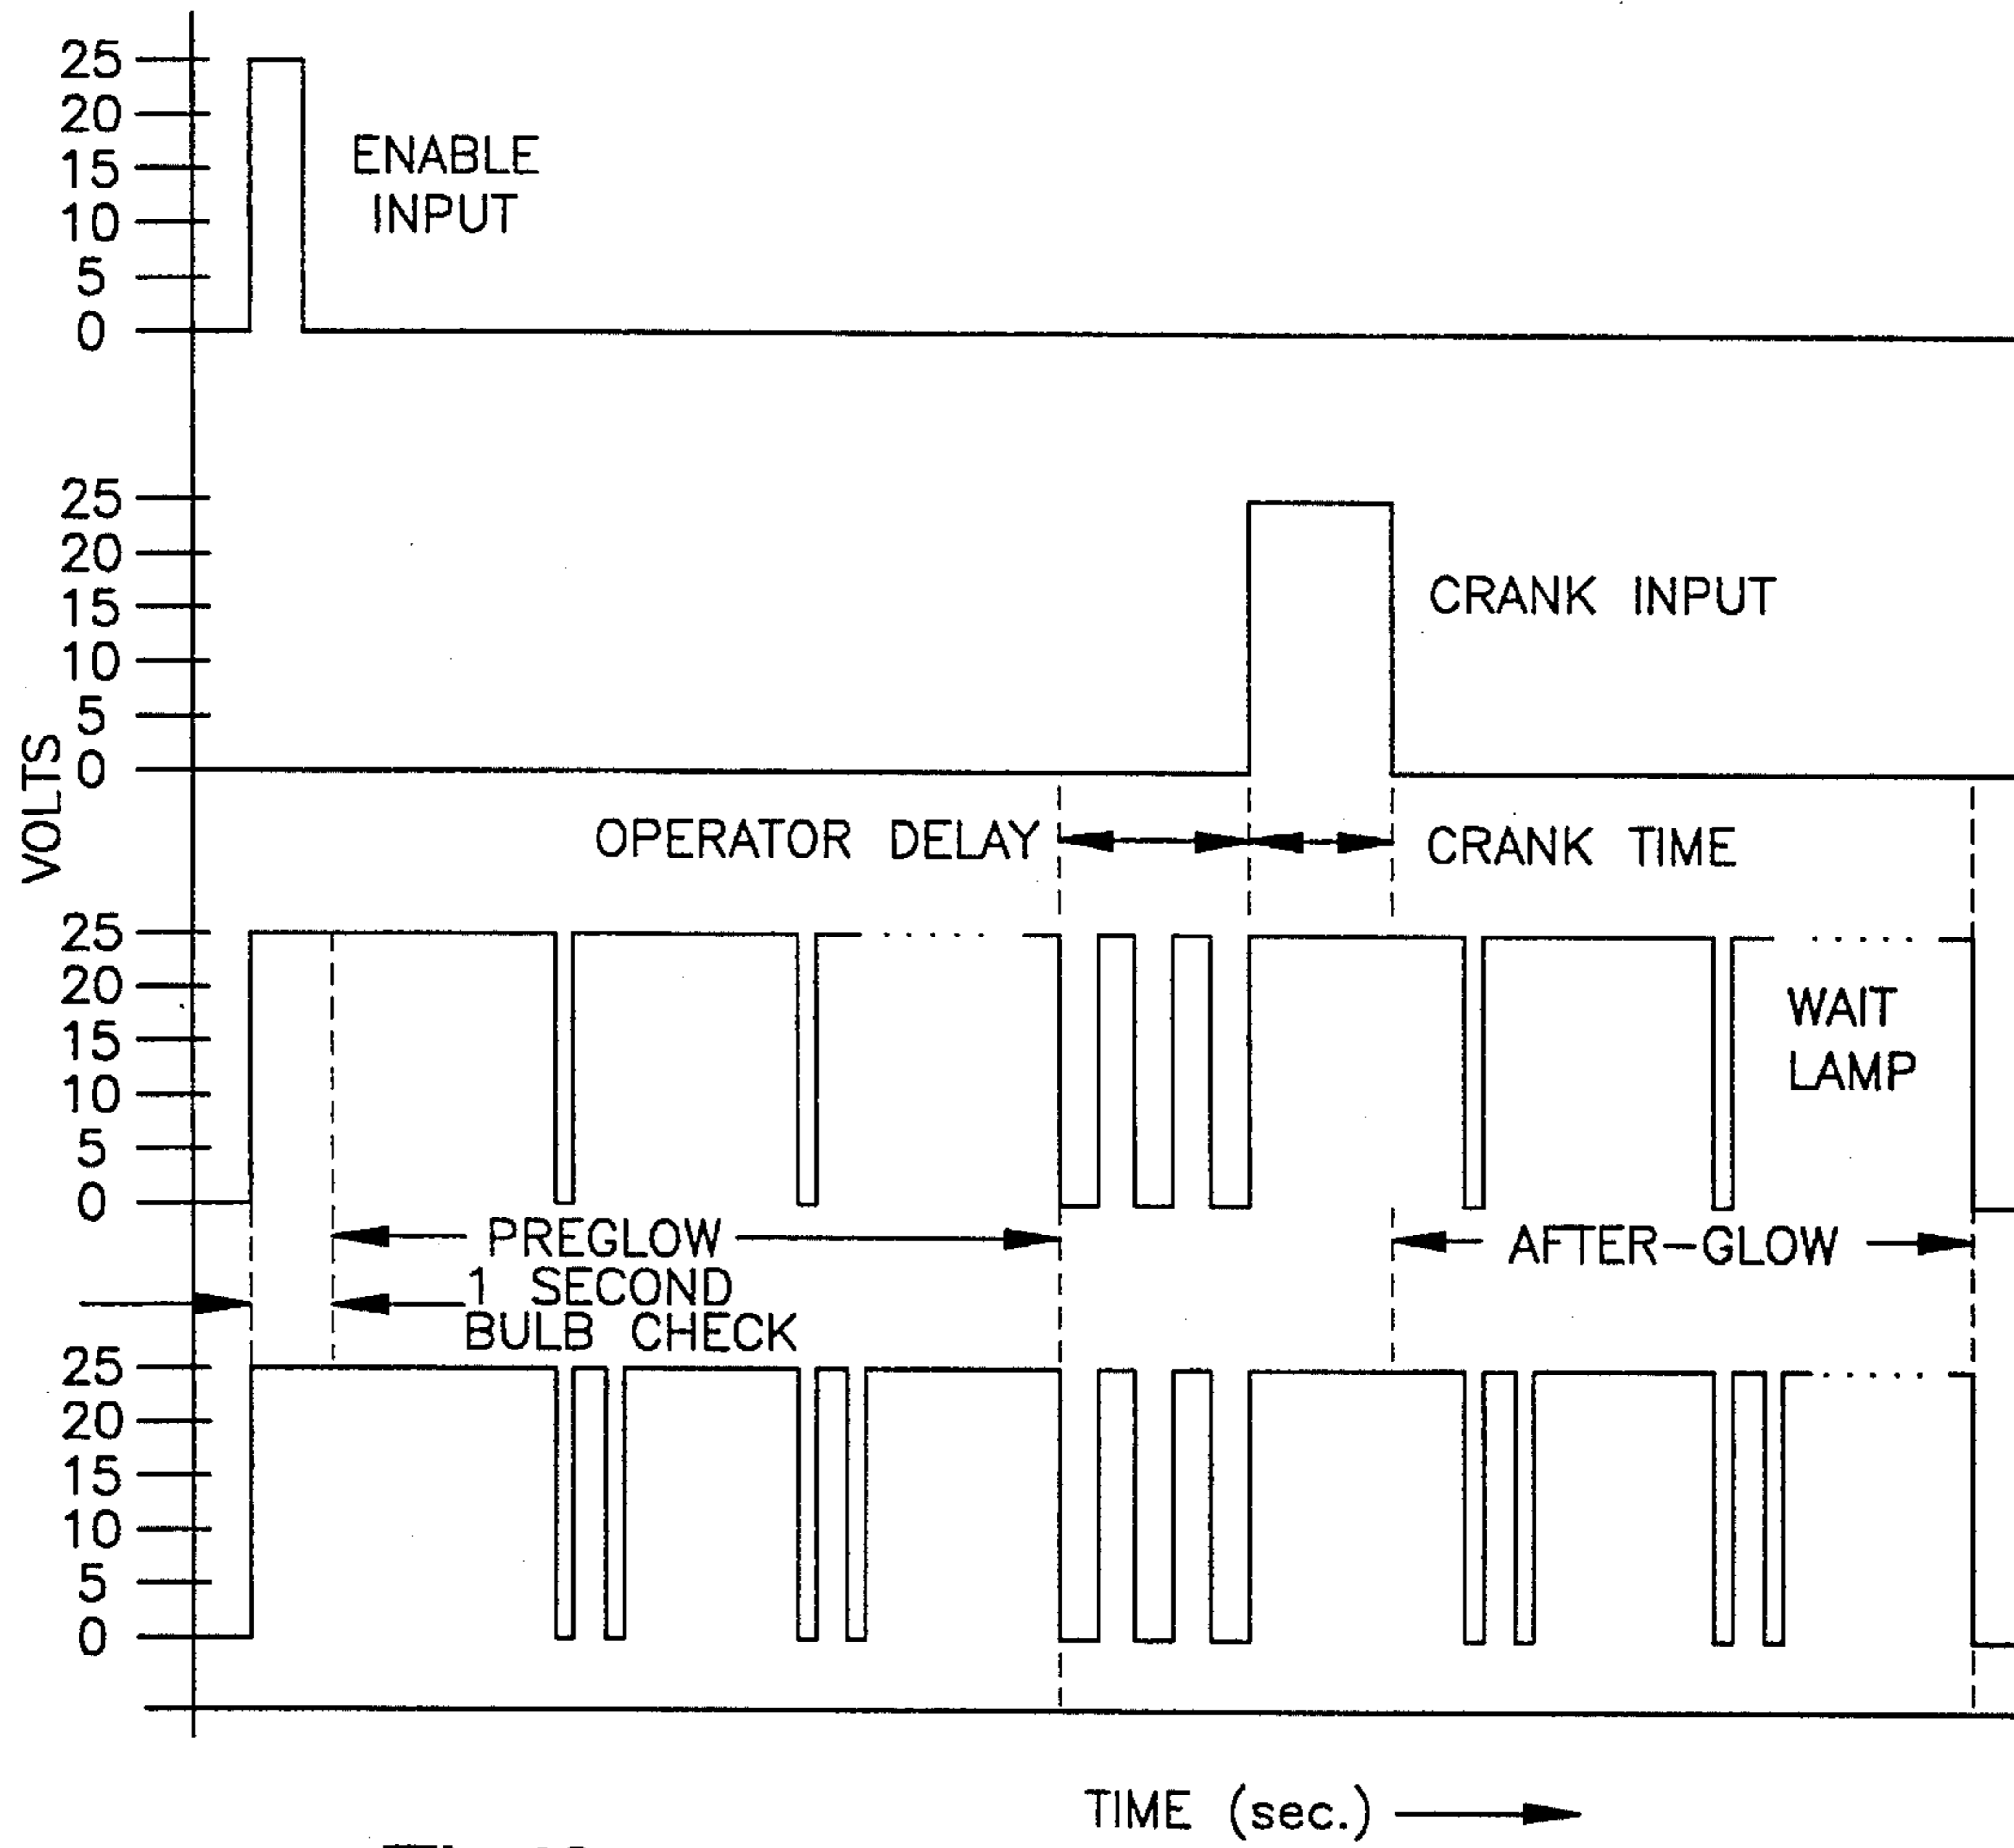 25
20
15
10
5
0
ENABLE
INPUT
25
20
15
10
5
0
CRANK INPUT
VOLTS
OPERATOR DELAY
CRANK TIME
25
20
15
10
5
0
WAIT
LAMP
PREGLOW
AFTER-GLOW
1 SECOND
BULB CHECK
25
20
15
10
5
0
TIME (sec.)